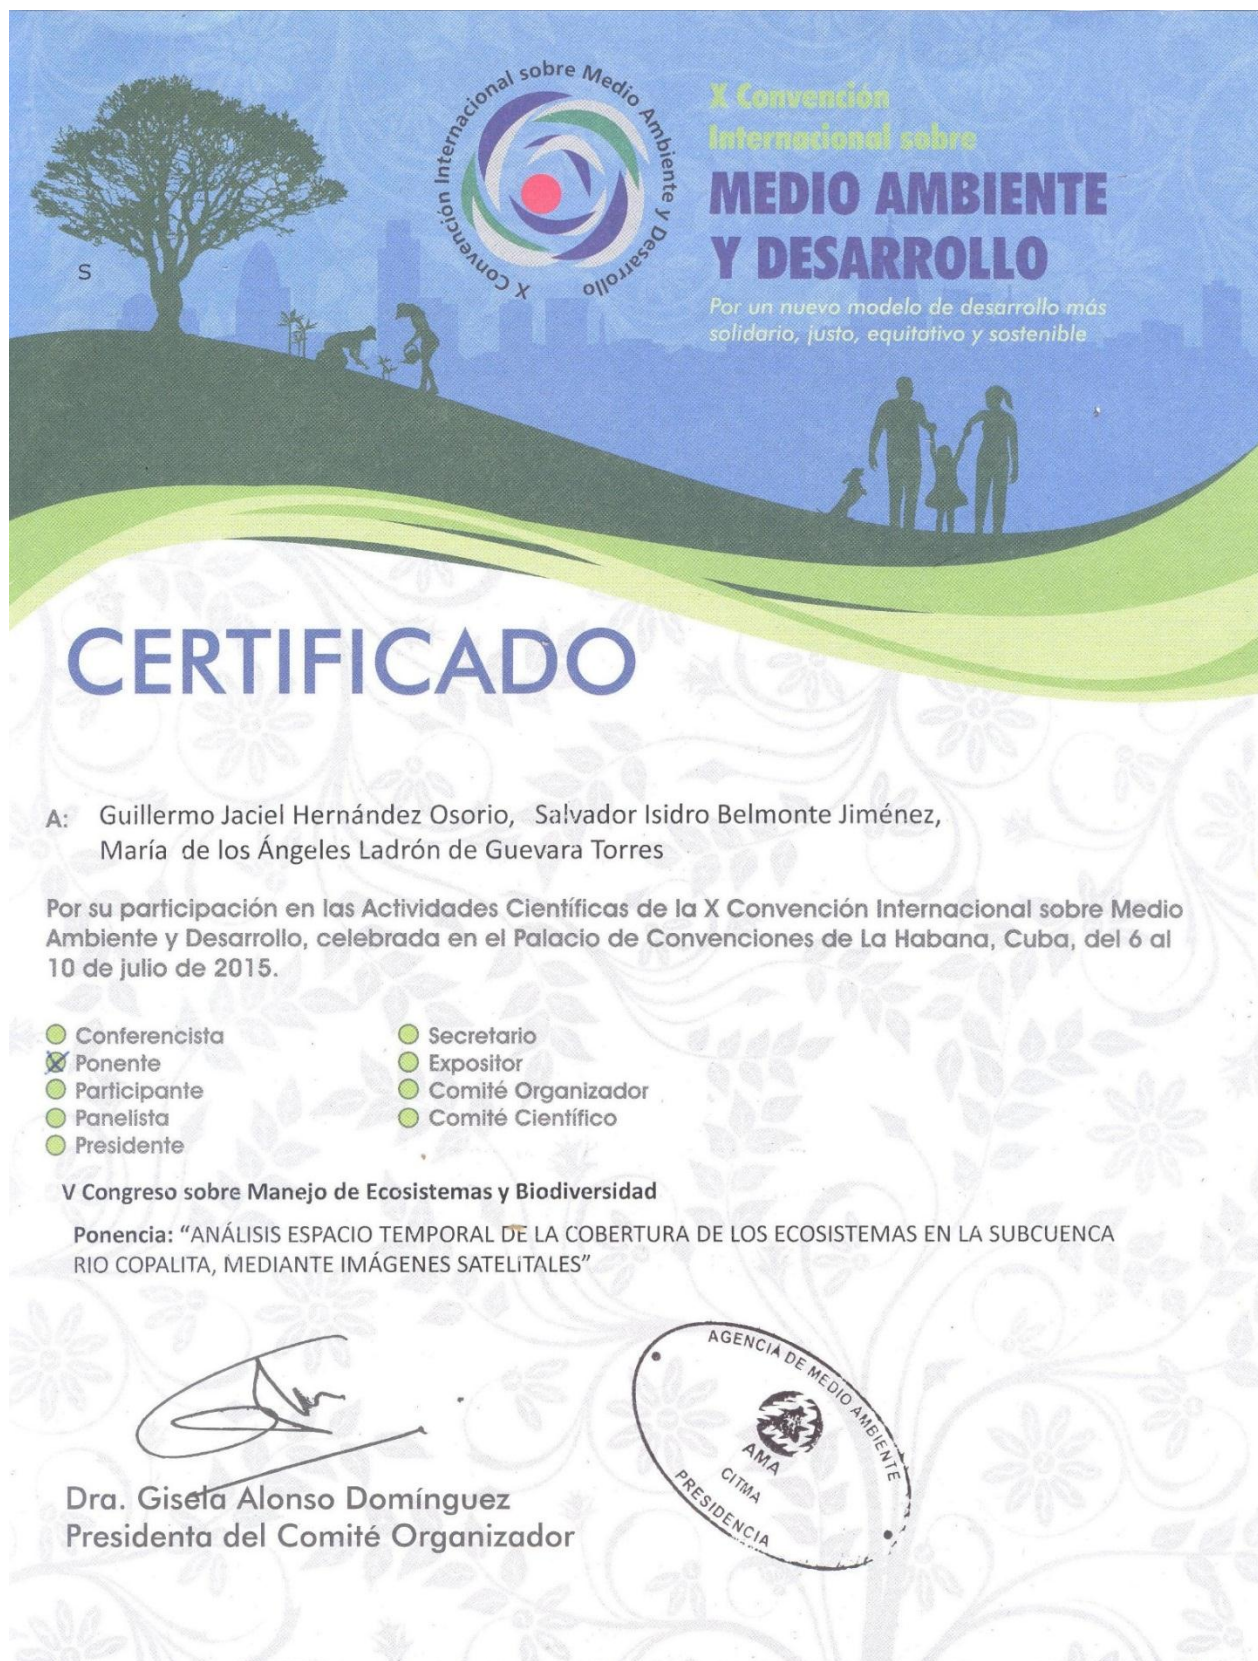 X Convención Internacional sobre Medio Ambiente y Desarrollo
X Convención
Internacional sobre
MEDIO AMBIENTE
Y DESARROLLO
Por un nuevo modelo de desarrollo más
solidario, justo, equitativo y sostenible
S
CERTIFICADO
A: Guillermo Jaciel Hernández Osorio, Salvador Isidro Belmonte Jiménez,
María de los Ángeles Ladrón de Guevara Torres
Por su participación en las Actividades Científicas de la X Convención Internacional sobre Medio
Ambiente y Desarrollo, celebrada en el Palacio de Convenciones de La Habana, Cuba, del 6 al
10 de julio de 2015.
Conferencista
Ponente
Participante
Panelista
Presidente
Secretario
Expositor
Comité Organizador
Comité Científico
V Congreso sobre Manejo de Ecosistemas y Biodiversidad
Ponencia: “ANÁLISIS ESPACIO TEMPORAL DE LA COBERTURA DE LOS ECOSISTEMAS EN LA SUBCUENCA
RIO COPALITA, MEDIANTE IMÁGENES SATELITALES”
Dra. Gisela Alonso Domínguez
Presidenta del Comité Organizador
AGENCIA DE MEDIO AMBIENTE
AMA
CITMA
PRESIDENCIA